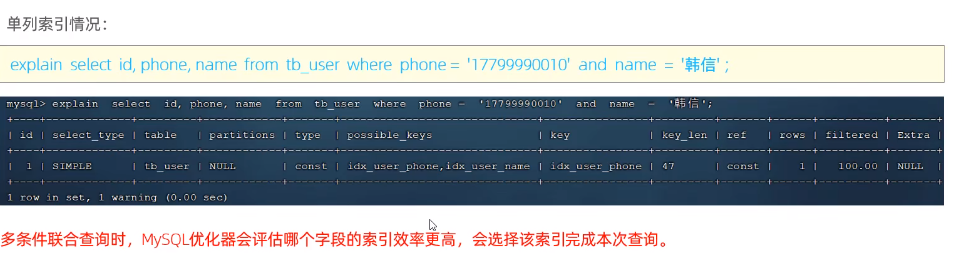 单列索引情况：
explain select id, phone, name from tb_user where phone = '17799990010' and name = '韩信' ;
mysql> explain select id, phone, name from tb_user where phone = '17799990010' and name = '韩信';
+----+-------------+---------+------------+-------+------------------------------+----------------+---------+-------+------+----------+-------+
| id | select_type | table | partitions | type | possible_keys | key | key_len | ref | rows | filtered | Extra |
+----+-------------+---------+------------+-------+------------------------------+----------------+---------+-------+------+----------+-------+
| 1 | SIMPLE | tb_user | NULL | const | idx_user_phone,idx_user_name | idx_user_phone | 47 | const | 1 | 100.00 | NULL |
+----+-------------+---------+------------+-------+------------------------------+----------------+---------+-------+------+----------+-------+
1 row in set, 1 warning (0.00 sec)
多条件联合查询时，MySQL优化器会评估哪个字段的索引效率更高，会选择该索引完成本次查询。